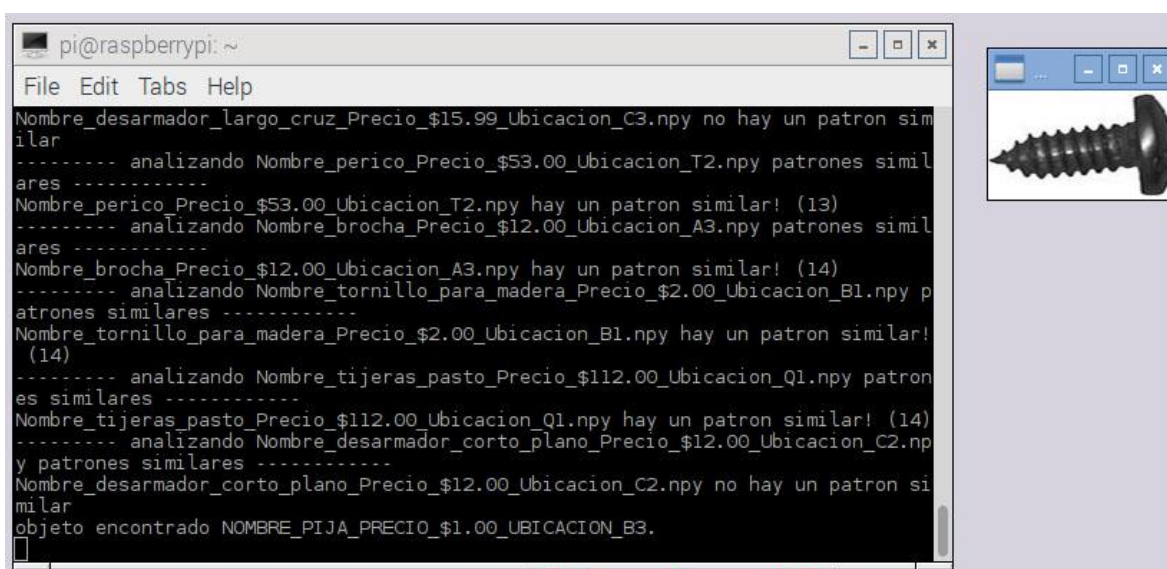 pi@raspberrypi: ~
File Edit Tabs Help
Nombre_desarmador_largo_cruz_Precio_$15.99_Ubicacion_C3.npy no hay un patron sim
ilar
--------- analizando Nombre_perico_Precio_$53.00_Ubicacion_T2.npy patrones simil
ares ------------
Nombre_perico_Precio_$53.00_Ubicacion_T2.npy hay un patron similar! (13)
--------- analizando Nombre_brocha_Precio_$12.00_Ubicacion_A3.npy patrones simil
ares ------------
Nombre_brocha_Precio_$12.00_Ubicacion_A3.npy hay un patron similar! (14)
--------- analizando Nombre_tornillo_para_madera_Precio_$2.00_Ubicacion_B1.npy p
atrones similares ------------
Nombre_tornillo_para_madera_Precio_$2.00_Ubicacion_B1.npy hay un patron similar!
 (14)
--------- analizando Nombre_tijeras_pasto_Precio_$112.00_Ubicacion_Q1.npy patron
es similares ------------
Nombre_tijeras_pasto_Precio_$112.00_Ubicacion_Q1.npy hay un patron similar! (14)
--------- analizando Nombre_desarmador_corto_plano_Precio_$12.00_Ubicacion_C2.np
y patrones similares ------------
Nombre_desarmador_corto_plano_Precio_$12.00_Ubicacion_C2.npy no hay un patron si
milar
objeto encontrado NOMBRE_PIJA_PRECIO_$1.00_UBICACION_B3.
...